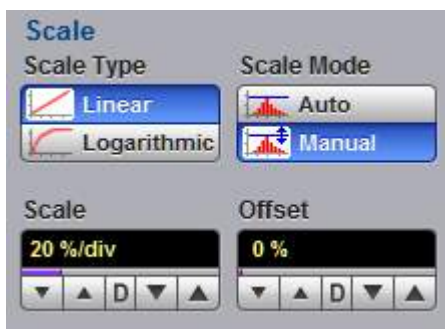 Scale
Scale Type
Scale Mode
Linear
Auto
Logarithmic
Manual
Scale
Offset
20 %/div
0 %
D
D